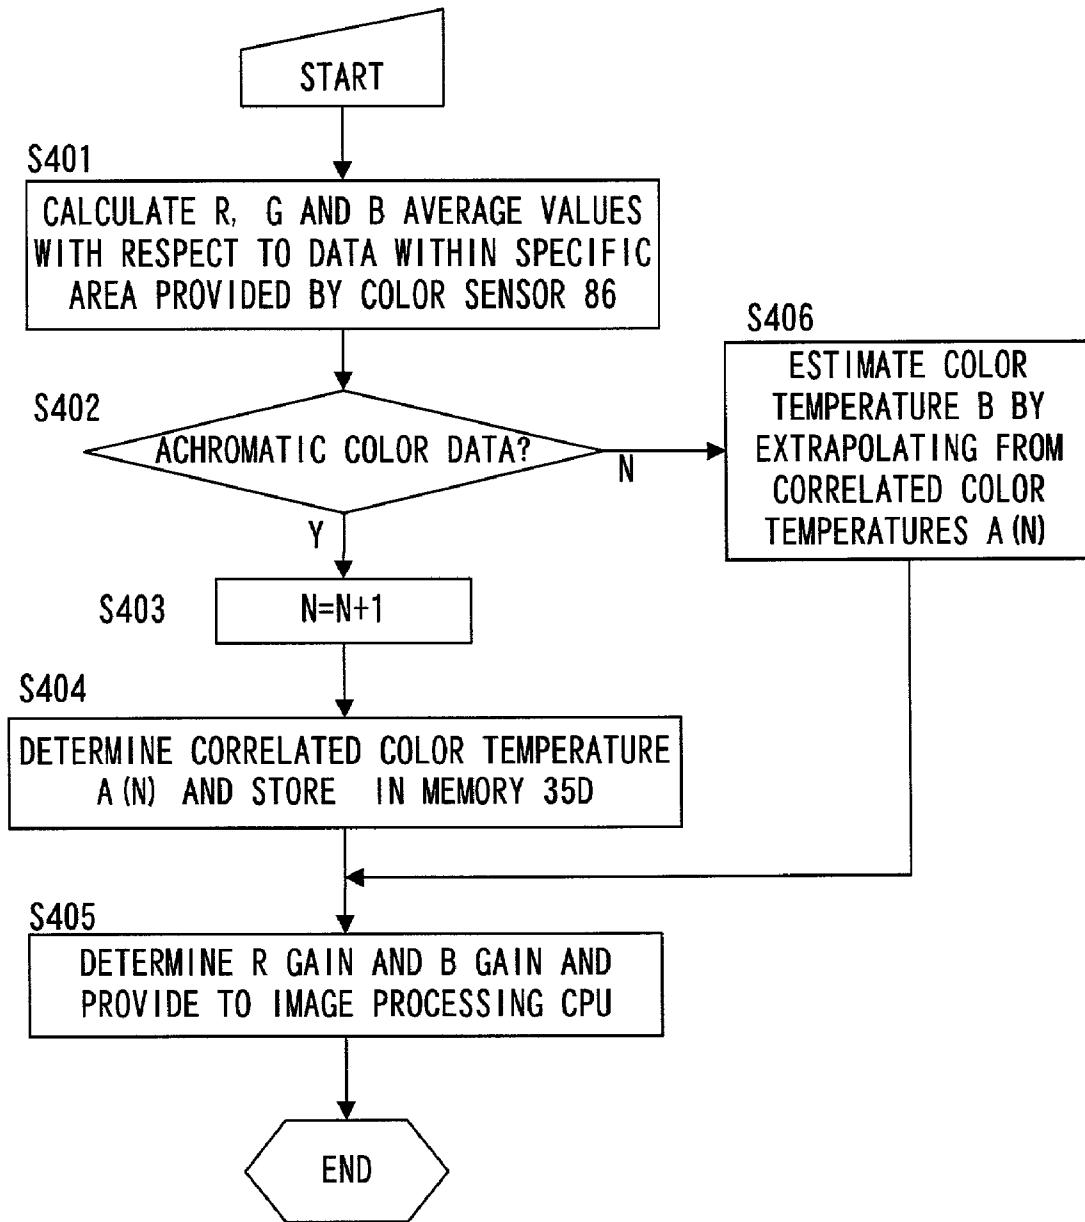 START
S401
CALCULATE R, G AND B AVERAGE VALUES
WITH RESPECT TO DATA WITHIN SPECIFIC
AREA PROVIDED BY COLOR SENSOR 86
S402
ACHROMATIC COLOR DATA?
N
Y
S406
ESTIMATE COLOR
TEMPERATURE B BY
EXTRAPOLATING FROM
CORRELATED COLOR
TEMPERATURES A(N)
S403
N=N+1
S404
DETERMINE CORRELATED COLOR TEMPERATURE
A(N) AND STORE IN MEMORY 35D
S405
DETERMINE R GAIN AND B GAIN AND
PROVIDE TO IMAGE PROCESSING CPU
END